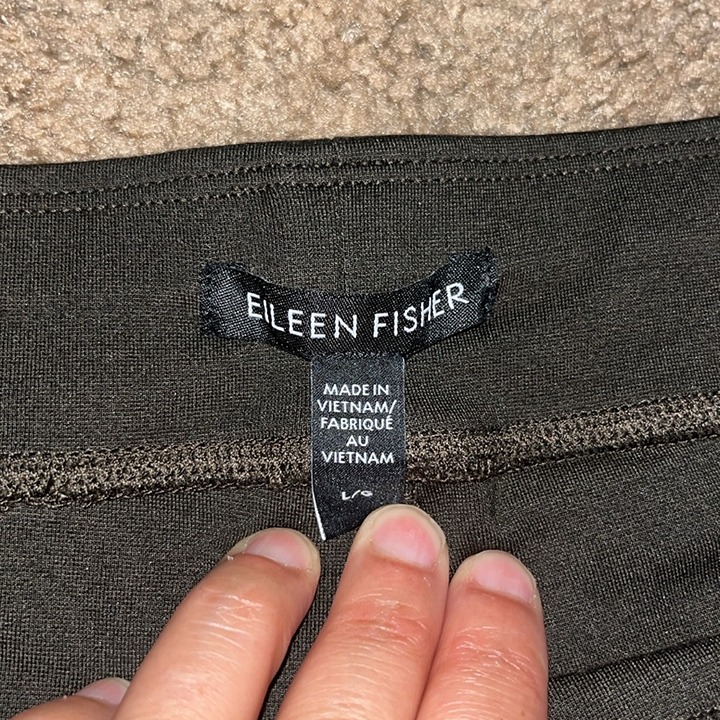 EILEEN FISHER
MADE IN
VIETNAM/
FABRIQUÉ
AU
VIETNAM
L/G